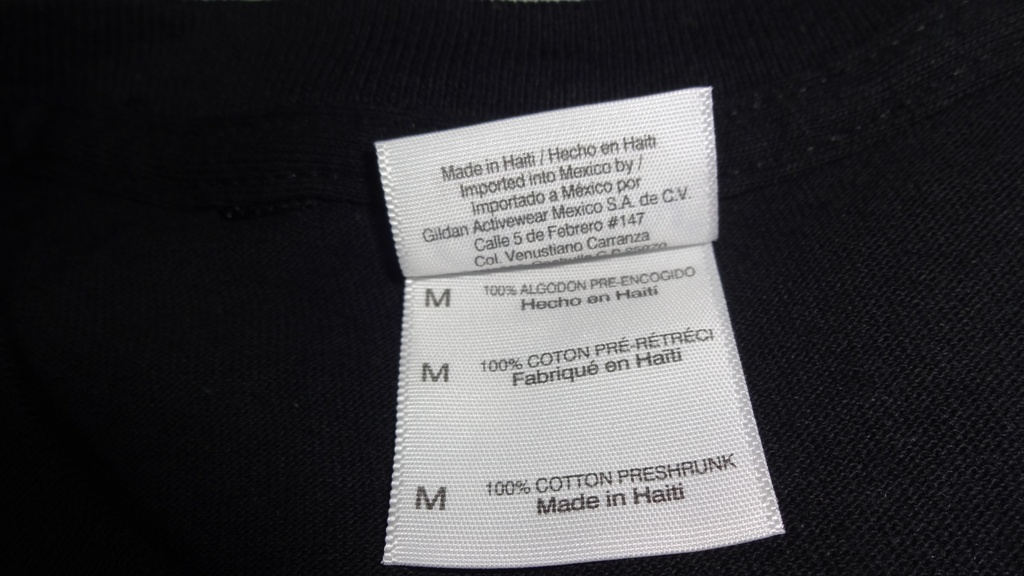 Made in Haiti / Hecho en Haiti
Imported into Mexico by /
Importado a México por
Gildan Activewear Mexico S.A. de C.V.
Calle 5 de Febrero #147
Col. Venustiano Carranza
M 100% ALGODON PRE-ENCOGIDO
Hecho en Haiti
M 100% COTON PRÉ-RÉTRÉCI
Fabriqué en Haïti
M 100% COTTON PRESHRUNK
Made in Haiti